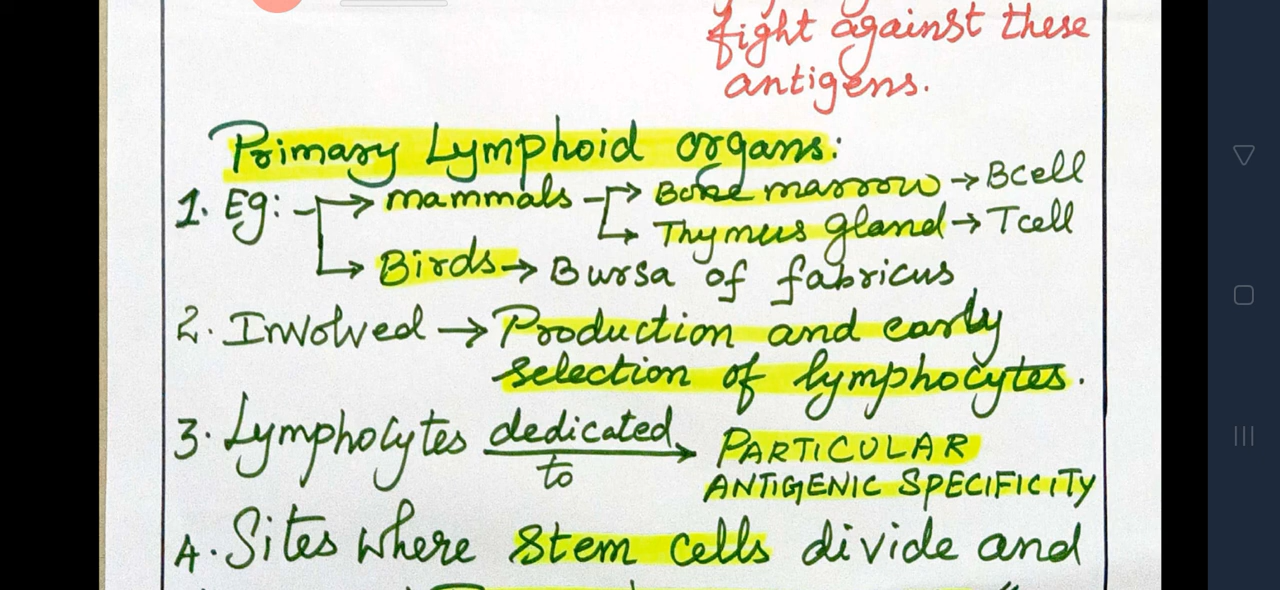 fight against these
antigens.
Primary Lymphoid organs:
1. Eg: → mammals → Bone marrow → Bcell
→ Thymus gland → Tcell
→ Birds → Bursa of fabricus
2. Involved → Production and early
selection of lymphocytes.
3. Lympholytes dedicated to → PARTICULAR
ANTIGENIC SPECIFICITY
4. Sites where stem cells divide and